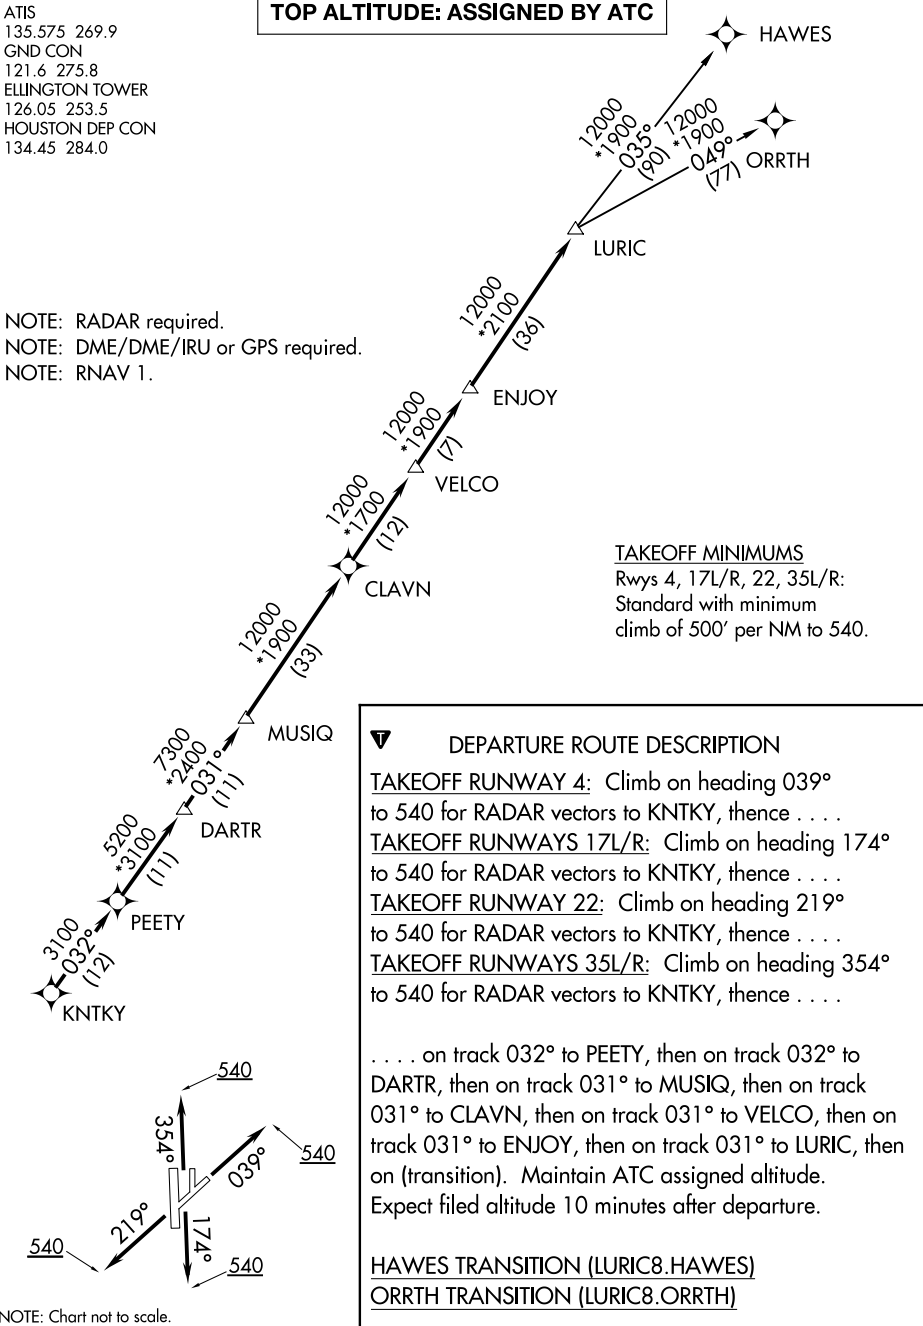 ATIS
135.575 269.9
GND CON
121.6 275.8
ELLINGTON TOWER
126.05 253.5
HOUSTON DEP CON
134.45 284.0
TOP ALTITUDE: ASSIGNED BY ATC
HAWES
12000
*1900
035°
(90)
12000
*1900
049°
(77)
ORRTH
LURIC
12000
*2100
(36)
NOTE: RADAR required.
NOTE: DME/DME/IRU or GPS required.
NOTE: RNAV 1.
ENJOY
12000
*1900
(7)
VELCO
12000
*1700
(12)
CLAVN
TAKEOFF MINIMUMS
Rwys 4, 17L/R, 22, 35L/R:
Standard with minimum
climb of 500' per NM to 540.
12000
*1900
(33)
MUSIQ
7300
*2400
031°
(11)
DARTR
5200
*3100
(11)
PEETY
3100
032°
(12)
KNTKY
T
DEPARTURE ROUTE DESCRIPTION
TAKEOFF RUNWAY 4: Climb on heading 039°
to 540 for RADAR vectors to KNTKY, thence . . . .
TAKEOFF RUNWAYS 17L/R: Climb on heading 174°
to 540 for RADAR vectors to KNTKY, thence . . . .
TAKEOFF RUNWAY 22: Climb on heading 219°
to 540 for RADAR vectors to KNTKY, thence . . . .
TAKEOFF RUNWAYS 35L/R: Climb on heading 354°
to 540 for RADAR vectors to KNTKY, thence . . . .
. . . . on track 032° to PEETY, then on track 032° to
DARTR, then on track 031° to MUSIQ, then on track
031° to CLAVN, then on track 031° to VELCO, then on
track 031° to ENJOY, then on track 031° to LURIC, then
on (transition). Maintain ATC assigned altitude.
Expect filed altitude 10 minutes after departure.
HAWES TRANSITION (LURIC8.HAWES)
ORRTH TRANSITION (LURIC8.ORRTH)
540
354°
039°
540
219°
174°
540
540
NOTE: Chart not to scale.